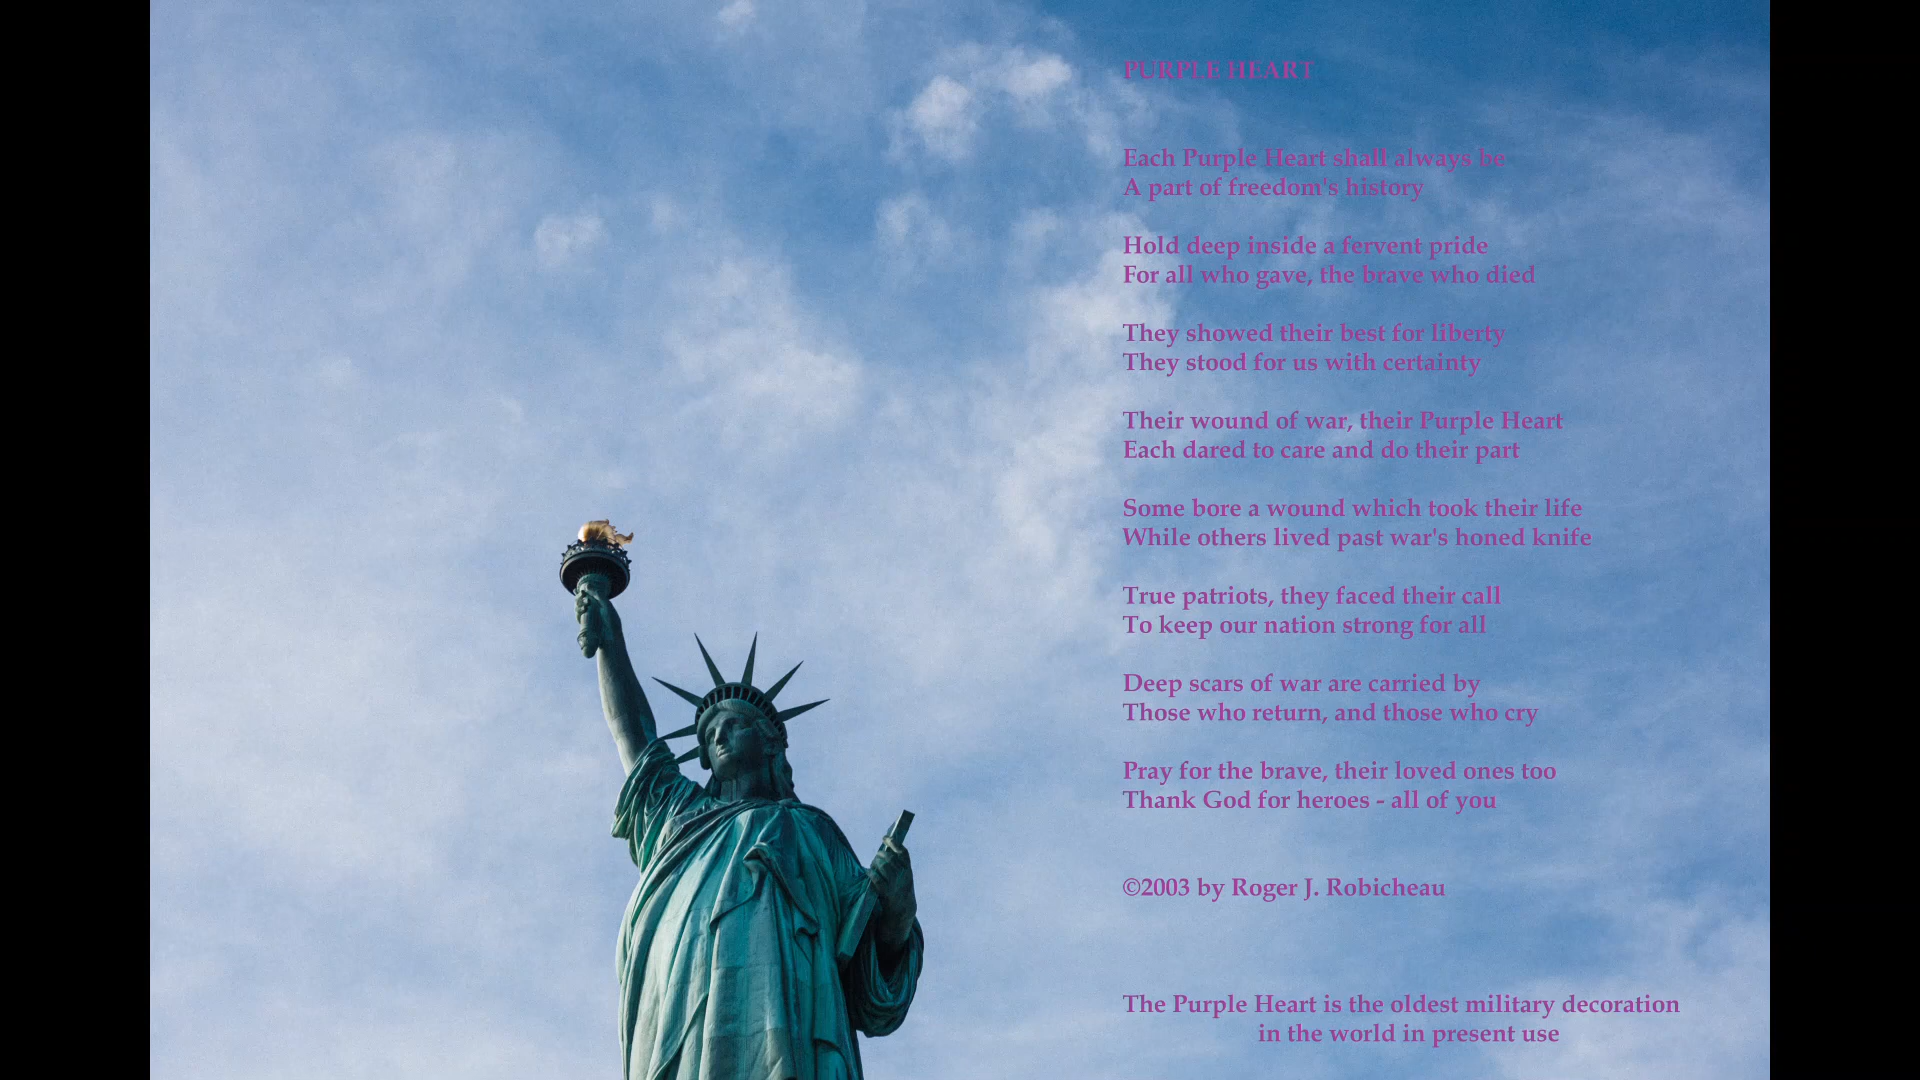 PURPLE HEART
Each Purple Heart shall always be
A part of freedom's history
Hold deep inside a fervent pride
For all who gave, the brave who died
They showed their best for liberty
They stood for us with certainty
Their wound of war, their Purple Heart
Each dared to care and do their part
Some bore a wound which took their life
While others lived past war's honed knife
True patriots, they faced their call
To keep our nation strong for all
Deep scars of war are carried by
Those who return, and those who cry
Pray for the brave, their loved ones too
Thank God for heroes - all of you
©2003 by Roger J. Robicheau
The Purple Heart is the oldest military decoration
in the world in present use